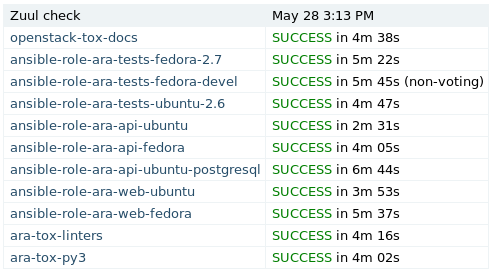 Zuul check May 28 3:13 PM
openstack-tox-docs SUCCESS in 4m 38s
ansible-role-ara-tests-fedora-2.7 SUCCESS in 5m 22s
ansible-role-ara-tests-fedora-devel SUCCESS in 5m 45s (non-voting)
ansible-role-ara-tests-ubuntu-2.6 SUCCESS in 4m 47s
ansible-role-ara-api-ubuntu SUCCESS in 2m 31s
ansible-role-ara-api-fedora SUCCESS in 4m 05s
ansible-role-ara-api-ubuntu-postgresql SUCCESS in 6m 44s
ansible-role-ara-web-ubuntu SUCCESS in 3m 53s
ansible-role-ara-web-fedora SUCCESS in 5m 37s
ara-tox-linters SUCCESS in 4m 16s
ara-tox-py3 SUCCESS in 4m 02s